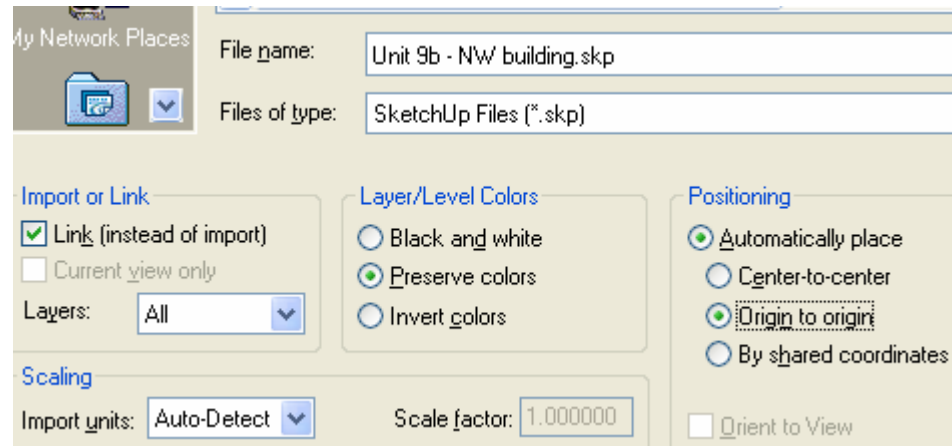 My Network Places
File name:
Unit 9b - NW building.skp
Files of type:
SketchUp Files (*.skp)
Import or Link
Link (instead of import)
Current view only
Layers:
All
Layer/Level Colors
Black and white
Preserve colors
Invert colors
Positioning
Automatically place
Center-to-center
Origin to origin
By shared coordinates
Orient to View
Scaling
Import units:
Auto-Detect
Scale factor:
1.000000